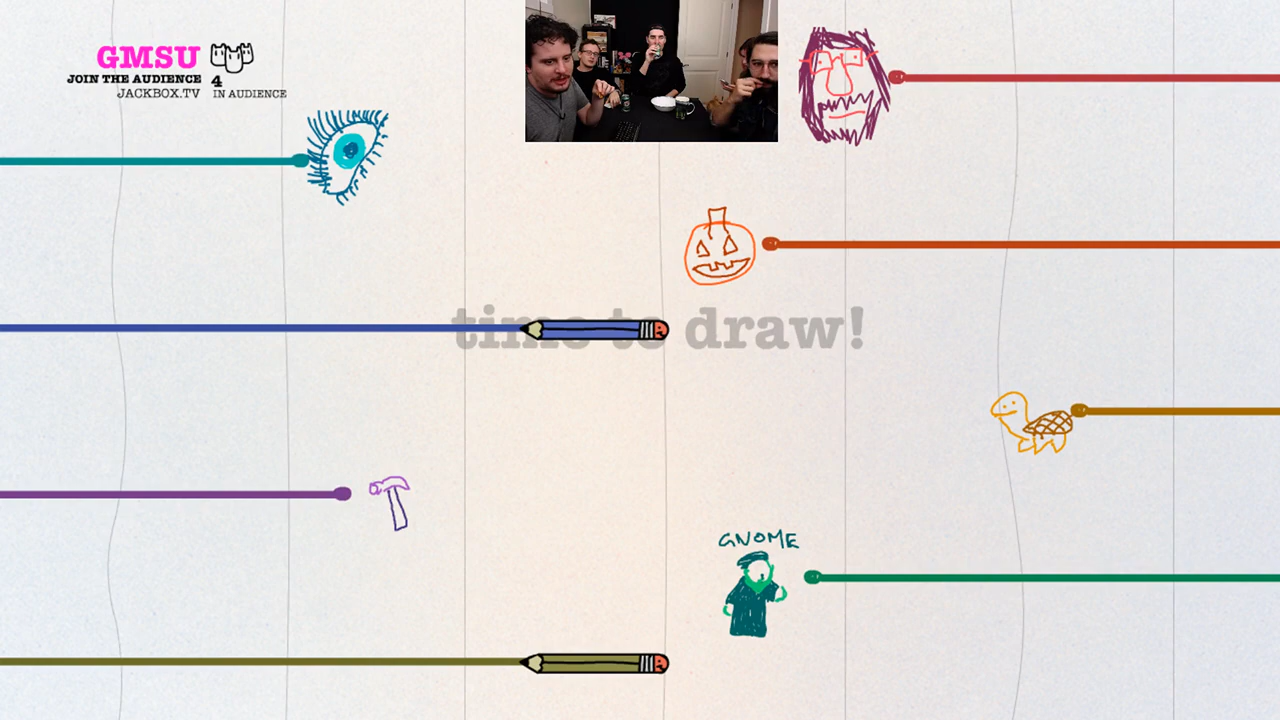 GMSU
JOIN THE AUDIENCE
JACKBOX.TV
4
IN AUDIENCE
time to draw!
GNOME